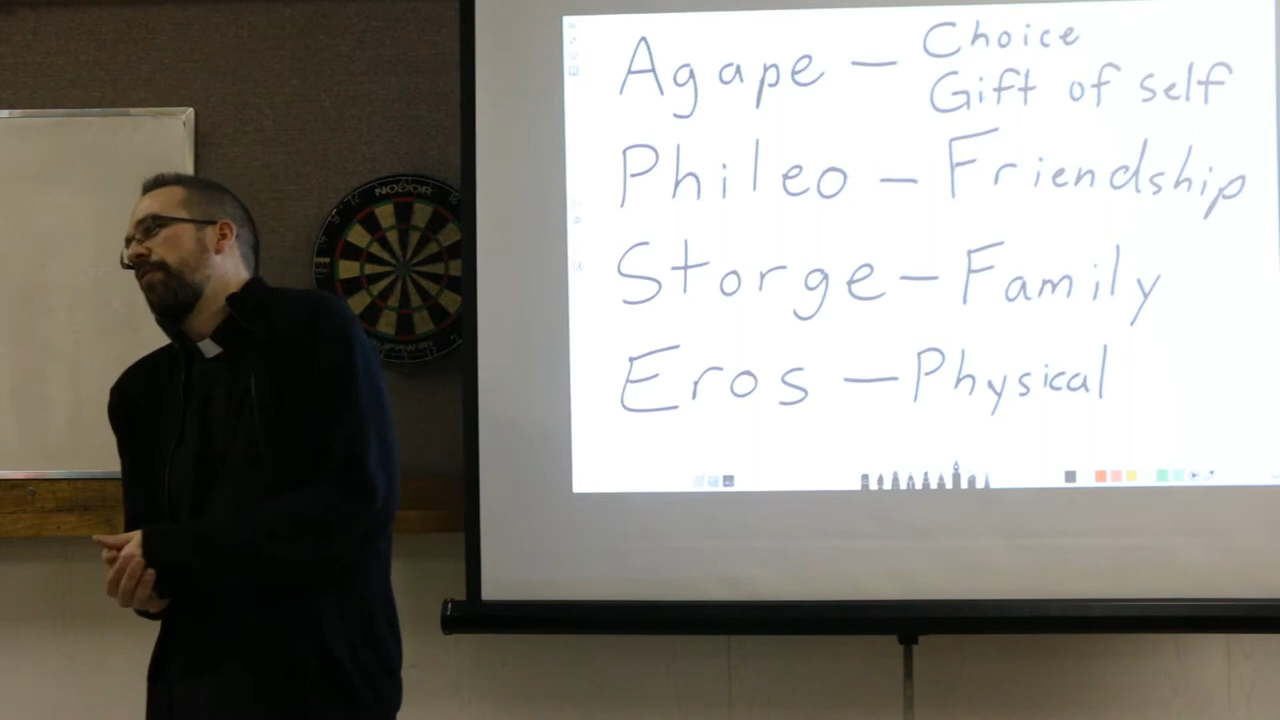 Agape — Choice
Gift of self
Phileo — Friendship
Storge — Family
Eros — Physical
NODOR